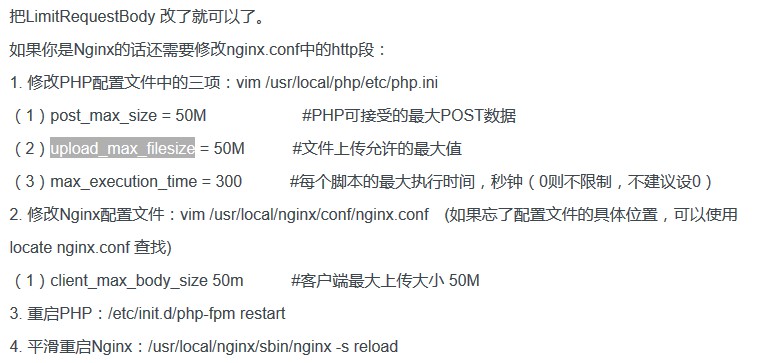 把LimitRequestBody 改了就可以了。
如果你是Nginx的话还需要修改nginx.conf中的http段：
1. 修改PHP配置文件中的三项：vim /usr/local/php/etc/php.ini
（1）post_max_size = 50M #PHP可接受的最大POST数据
（2）upload_max_filesize = 50M #文件上传允许的最大值
（3）max_execution_time = 300 #每个脚本的最大执行时间，秒钟（0则不限制，不建议设0）
2. 修改Nginx配置文件：vim /usr/local/nginx/conf/nginx.conf (如果忘了配置文件的具体位置，可以使用
locate nginx.conf 查找)
（1）client_max_body_size 50m #客户端最大上传大小 50M
3. 重启PHP：/etc/init.d/php-fpm restart
4. 平滑重启Nginx：/usr/local/nginx/sbin/nginx -s reload